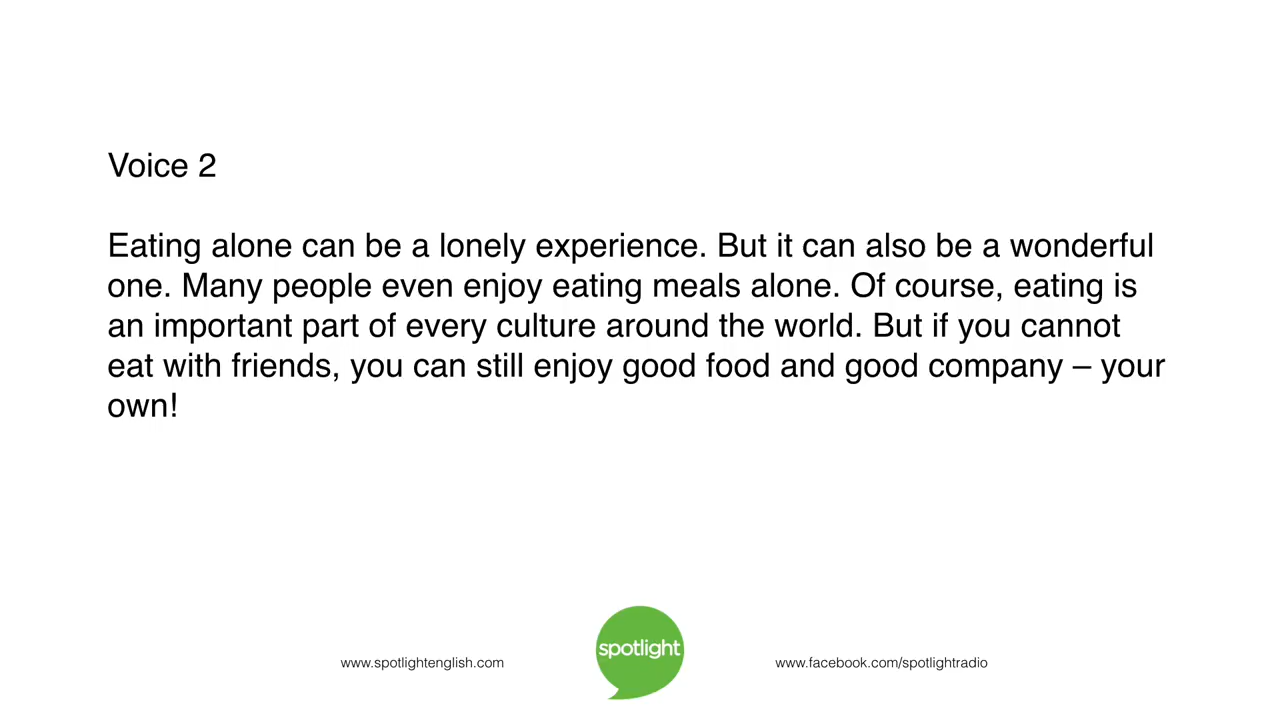 Voice 2
Eating alone can be a lonely experience. But it can also be a wonderful
one. Many people even enjoy eating meals alone. Of course, eating is
an important part of every culture around the world. But if you cannot
eat with friends, you can still enjoy good food and good company – your
own!
www.spotlightenglish.com
spotlight
www.facebook.com/spotlightradio